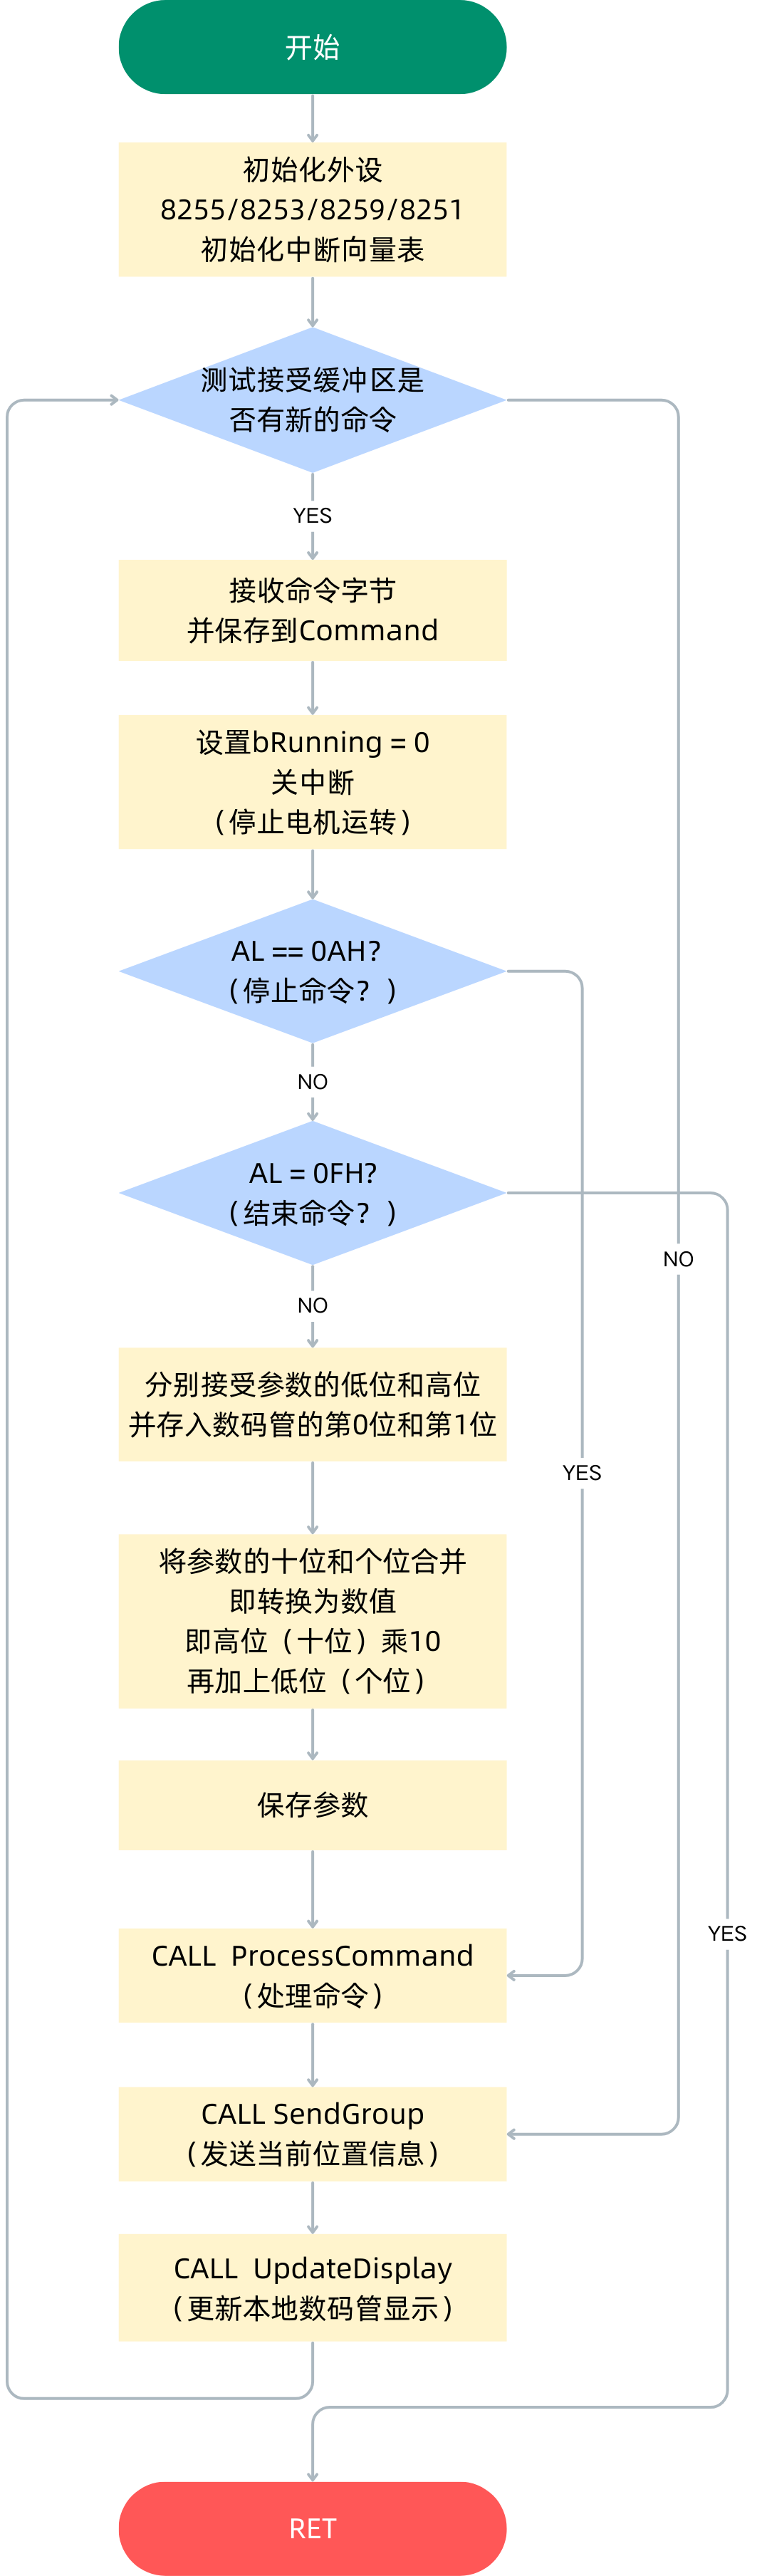 开始
初始化外设
8255/8253/8259/8251
初始化中断向量表
测试接受缓冲区是
否有新的命令
YES
接收命令字节
并保存到Command
设置bRunning = 0
关中断
（停止电机运转）
AL == 0AH?
（停止命令？）
NO
AL = 0FH?
（结束命令？）
NO
NO
分别接受参数的低位和高位
并存入数码管的第0位和第1位
YES
将参数的十位和个位合并
即转换为数值
即高位（十位）乘10
再加上低位（个位）
保存参数
YES
CALL  ProcessCommand
（处理命令）
CALL SendGroup
（发送当前位置信息）
CALL  UpdateDisplay
（更新本地数码管显示）
RET